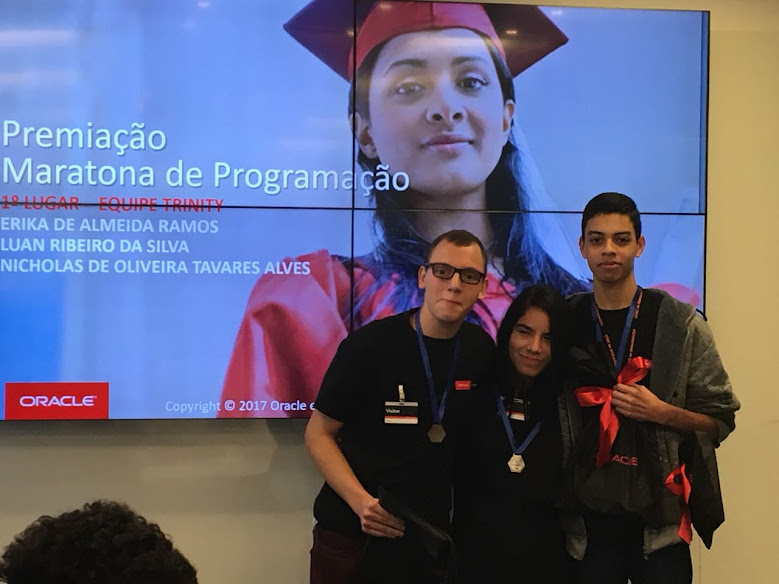 Premiação
Maratona de Programação
1º LUGAR - EQUIPE TRINITY
ERIKA DE ALMEIDA RAMOS
LUAN RIBEIRO DA SILVA
NICHOLAS DE OLIVEIRA TAVARES ALVES
ORACLE
Copyright © 2017 Oracle
Visitor